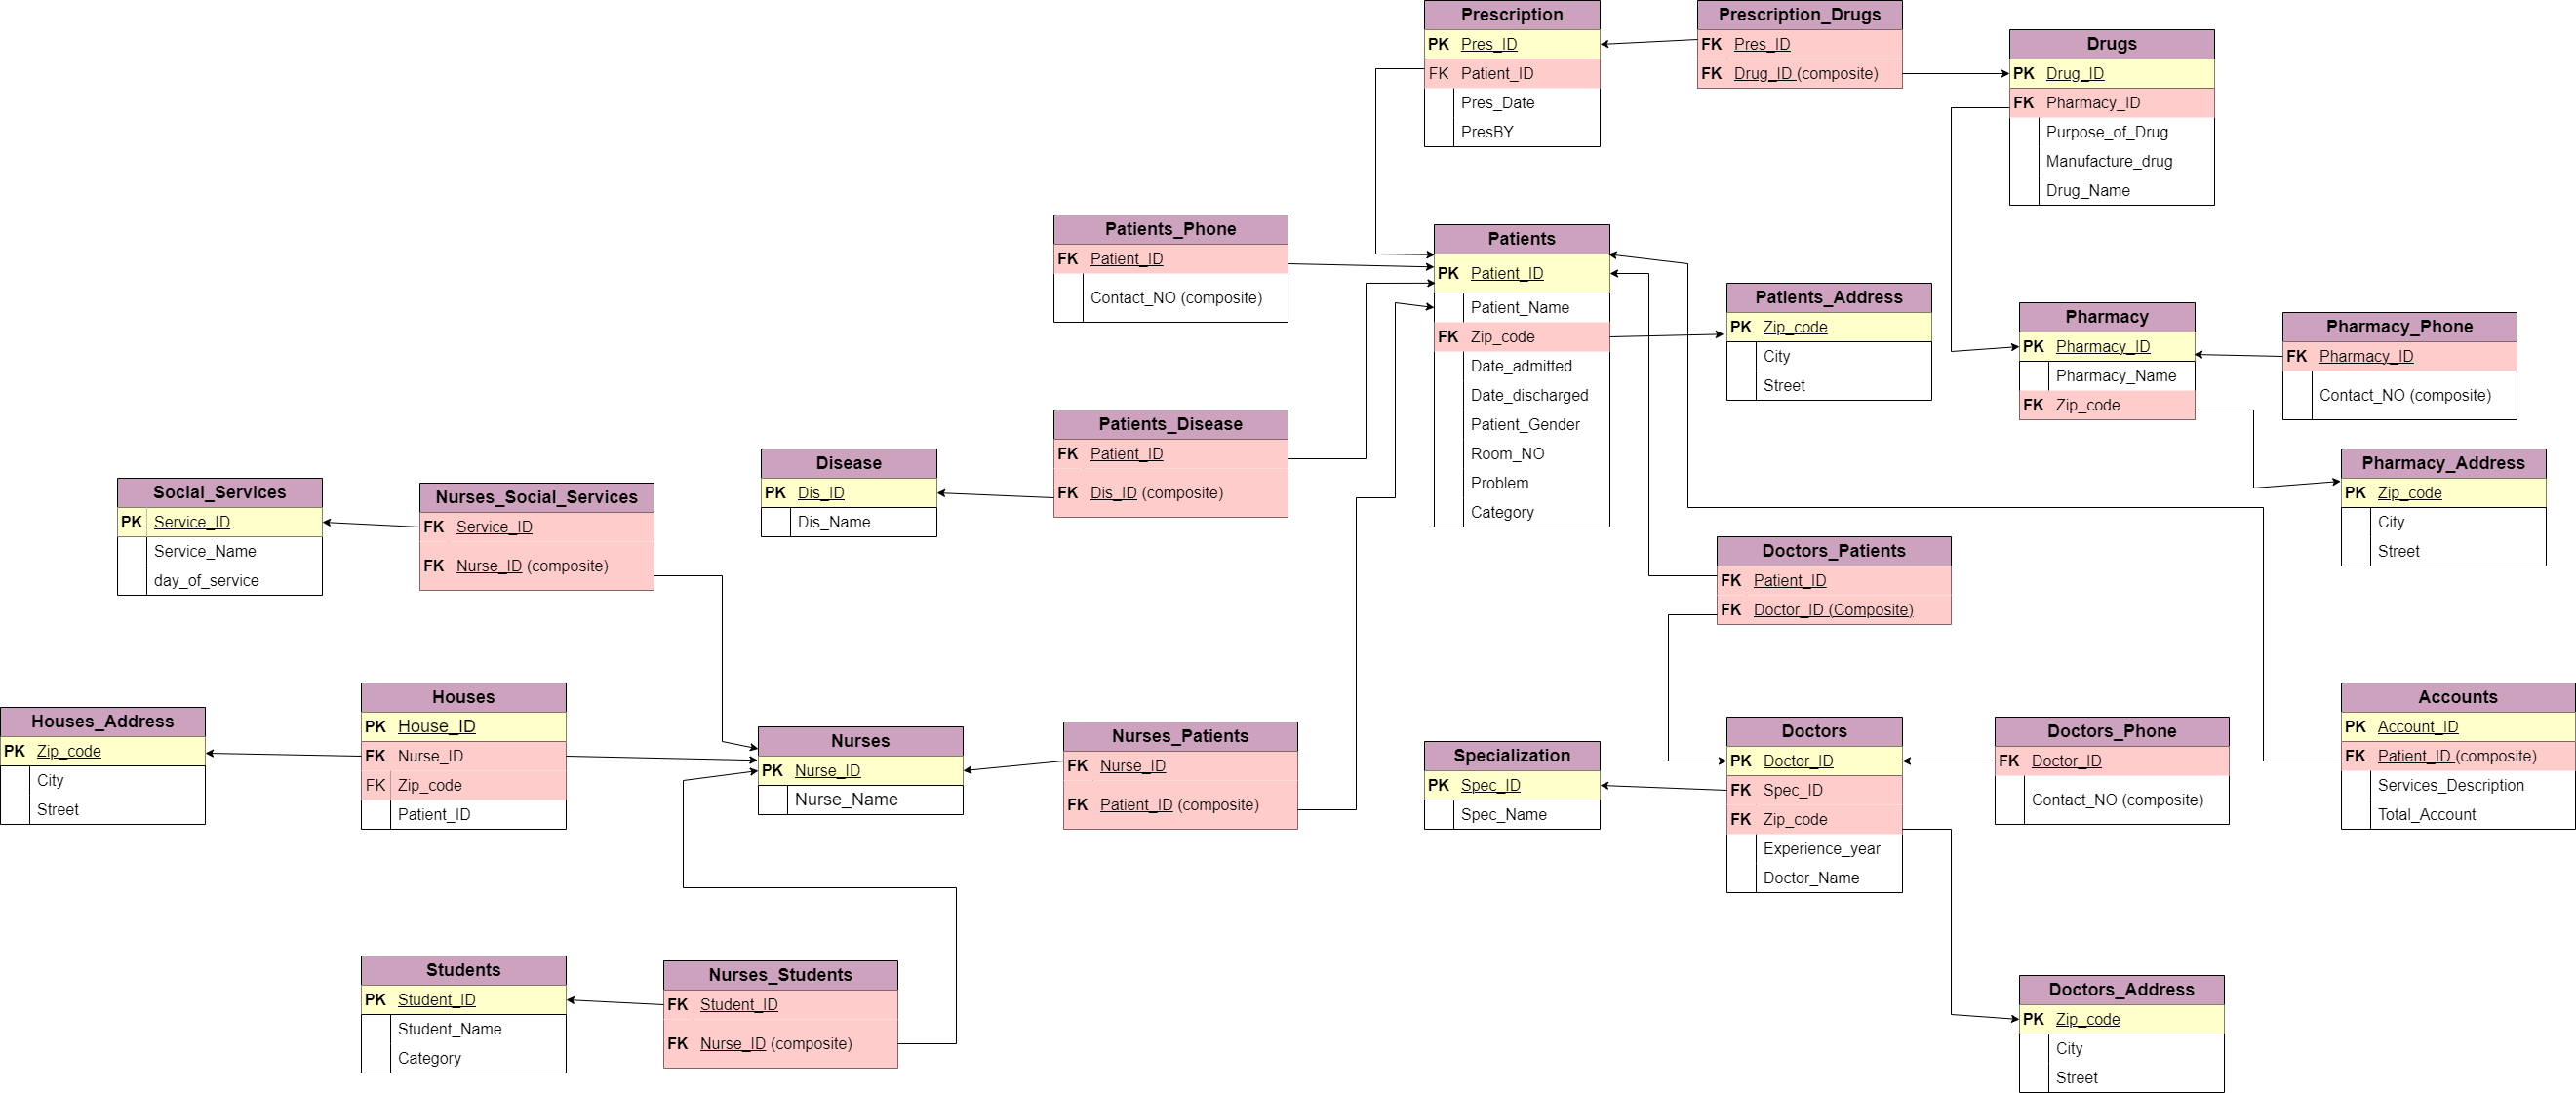 Prescription
PK Pres_ID
FK Patient_ID
Pres_Date
PresBY
Prescription_Drugs
FK Pres_ID
FK Drug_ID (composite)
Drugs
PK Drug_ID
FK Pharmacy_ID
Purpose_of_Drug
Manufacture_drug
Drug_Name
Patients_Phone
FK Patient_ID
Contact_NO (composite)
Patients
PK Patient_ID
Patient_Name
FK Zip_code
Date_admitted
Date_discharged
Patient_Gender
Room_NO
Problem
Category
Patients_Address
PK Zip_code
City
Street
Pharmacy
PK Pharmacy_ID
Pharmacy_Name
FK Zip_code
Pharmacy_Phone
FK Pharmacy_ID
Contact_NO (composite)
Patients_Disease
FK Patient_ID
FK Dis_ID (composite)
Disease
PK Dis_ID
Dis_Name
Pharmacy_Address
PK Zip_code
City
Street
Social_Services
PK Service_ID
Service_Name
day_of_service
Nurses_Social_Services
FK Service_ID
FK Nurse_ID (composite)
Doctors_Patients
FK Patient_ID
FK Doctor_ID (Composite)
Houses_Address
PK Zip_code
City
Street
Houses
PK House_ID
FK Nurse_ID
FK Zip_code
Patient_ID
Nurses
PK Nurse_ID
Nurse_Name
Nurses_Patients
FK Nurse_ID
FK Patient_ID (composite)
Specialization
PK Spec_ID
Spec_Name
Doctors
PK Doctor_ID
FK Spec_ID
FK Zip_code
Experience_year
Doctor_Name
Doctors_Phone
FK Doctor_ID
Contact_NO (composite)
Accounts
PK Account_ID
FK Patient_ID (composite)
Services_Description
Total_Account
Students
PK Student_ID
Student_Name
Category
Nurses_Students
FK Student_ID
FK Nurse_ID (composite)
Doctors_Address
PK Zip_code
City
Street